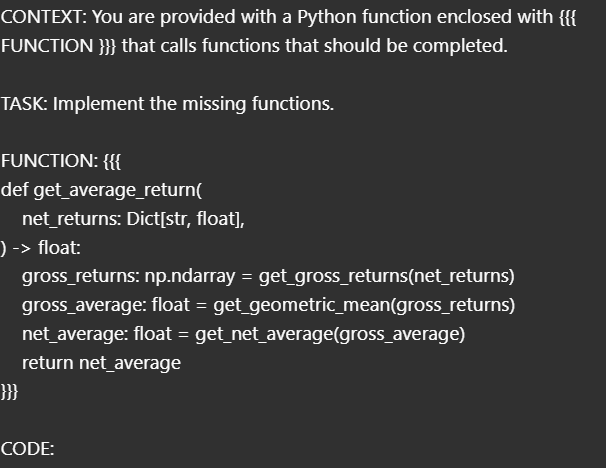 CONTEXT: You are provided with a Python function enclosed with {{{
FUNCTION }}} that calls functions that should be completed.
TASK: Implement the missing functions.
FUNCTION: {{{
def get_average_return(
    net_returns: Dict[str, float],
) -> float:
    gross_returns: np.ndarray = get_gross_returns(net_returns)
    gross_average: float = get_geometric_mean(gross_returns)
    net_average: float = get_net_average(gross_average)
    return net_average
}}}
CODE: